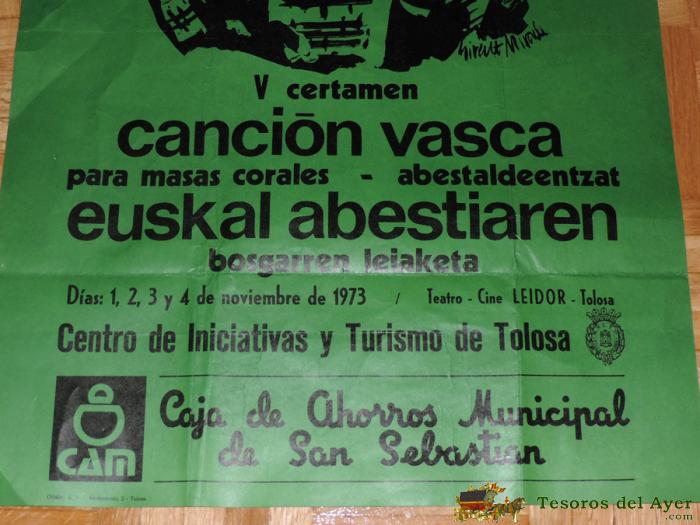 V certamen
canción vasca
para masas corales - abestaldeentzat
euskal abestiaren
bosgarren leiaketa
Días: 1, 2, 3 y 4 de noviembre de 1973 / Teatro - Cine LEIDOR - Tolosa
Centro de Iniciativas y Turismo de Tolosa
CAM
Caja de Ahorros Municipal
de San Sebastian
Tesoros del Ayer
.com